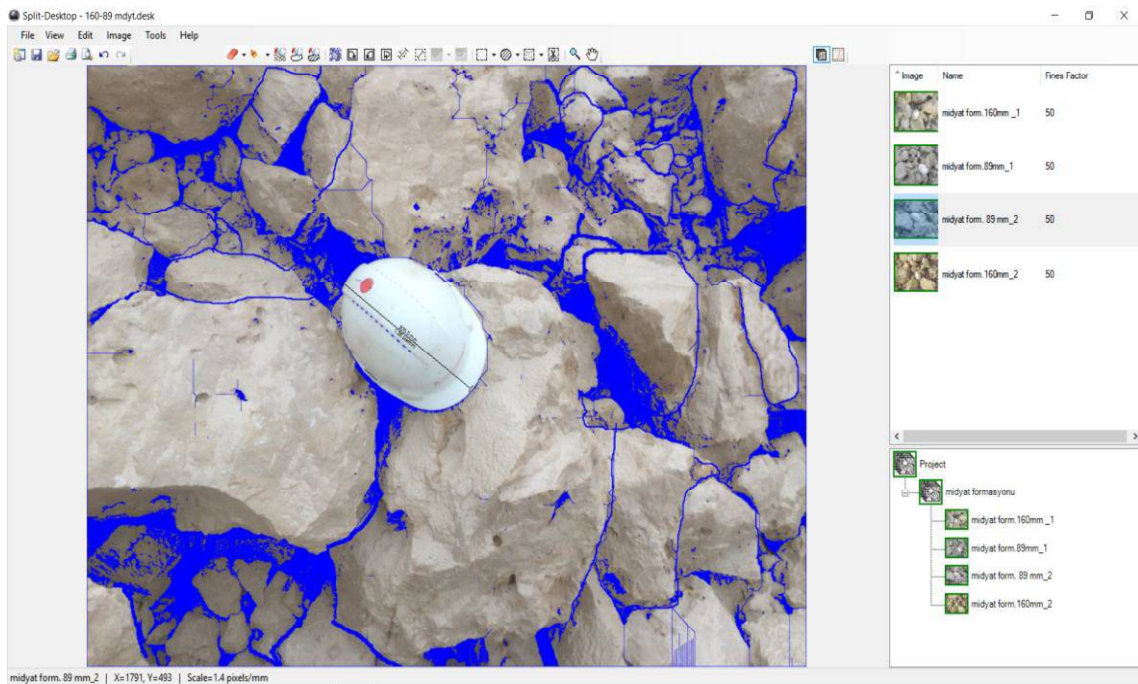 Split-Desktop - 160-89 mdyt.desk
File View Edit Image Tools Help
^ Image Name Fines Factor
midyat form.160mm _1 50
midyat form.89mm_1 50
midyat form. 89 mm_2 50
midyat form.160mm_2 50
Project
midyat formasyonu
midyat form.160mm _1
midyat form.89mm_1
midyat form. 89 mm_2
midyat form.160mm_2
midyat form. 89 mm_2 | X=1791, Y=493 | Scale=1.4 pixels/mm